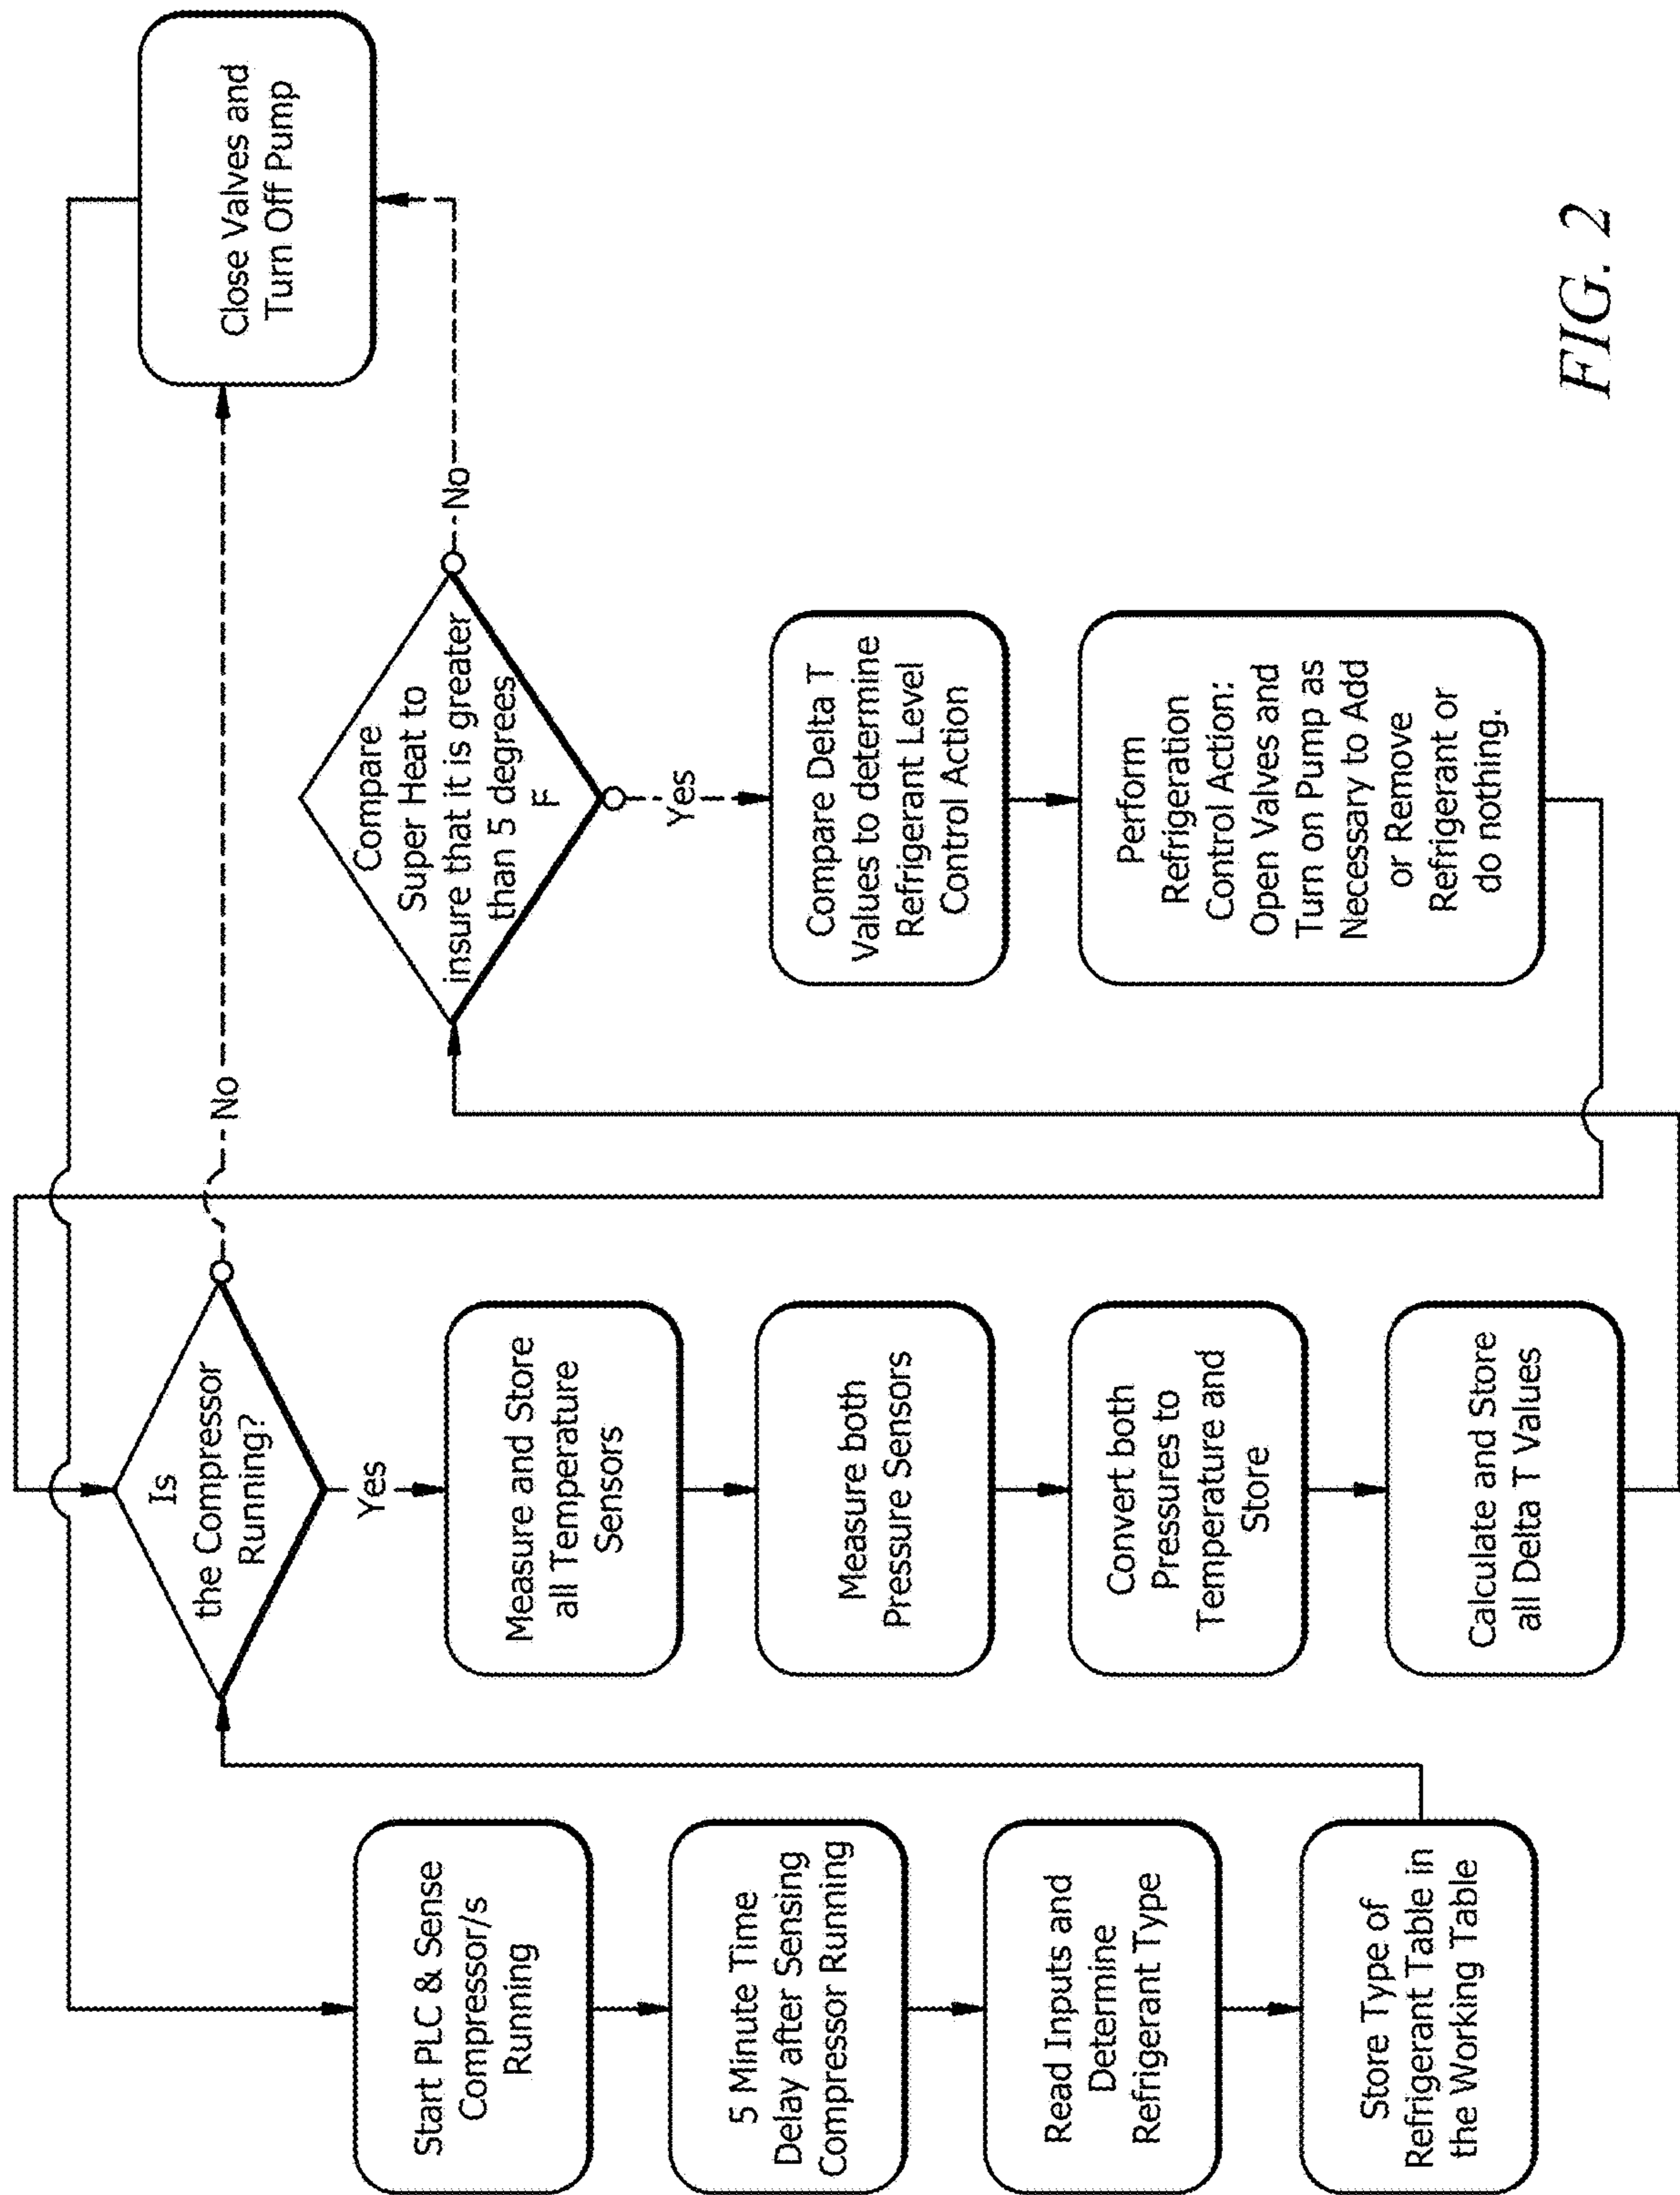 Start PLC & Sense
Compressor/s
Running
5 Minute Time
Delay after Sensing
Compressor Running
Read Inputs and
Determine
Refrigerant Type
Store Type of
Refrigerant Table in
the Working Table
Is
the Compressor
Running?
No
Yes
Measure and Store
all Temperature
Sensors
Measure both
Pressure Sensors
Convert both
Pressures to
Temperature and
Store
Calculate and Store
all Delta T Values
Compare
Super Heat to
insure that it is greater
than 5 degrees
F
No
Yes
Compare Delta T
Values to determine
Refrigerant Level
Control Action
Perform
Refrigeration
Control Action:
Open Valves and
Turn on Pump as
Necessary to Add
or Remove
Refrigerant or
do nothing.
Close Valves and
Turn Off Pump
FIG. 2